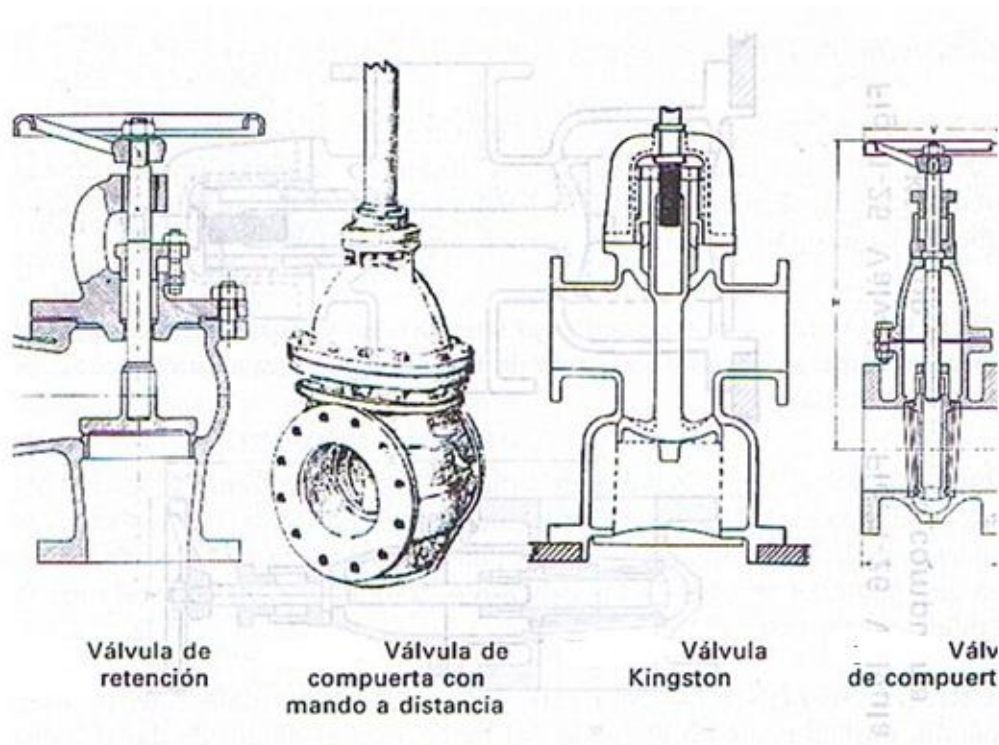 Válvula de
retención
Válvula de
compuerta con
mando a distancia
Válvula
Kingston
Válv
de compuert